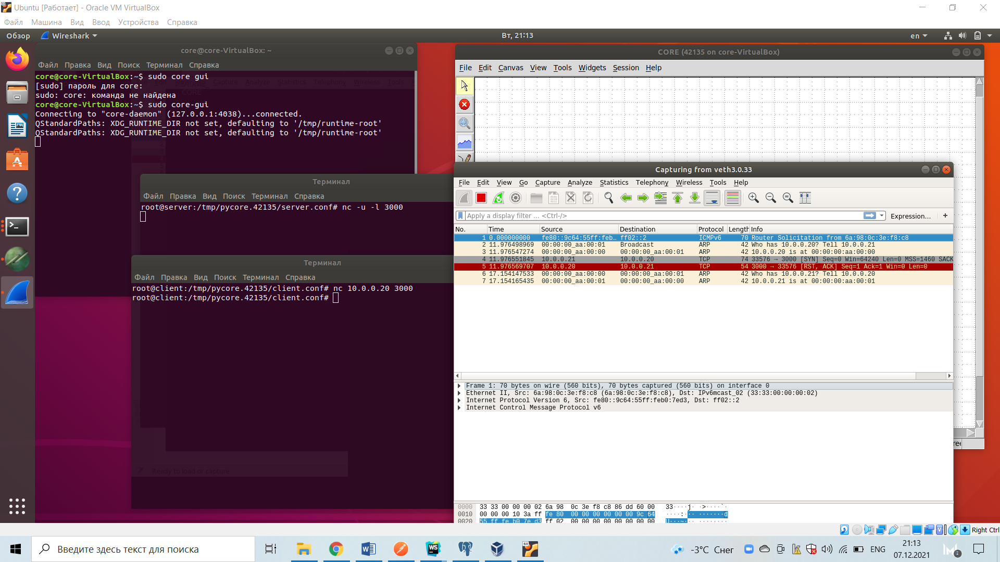 Ubuntu [Работает] - Oracle VM VirtualBox
Файл Машина Вид Ввод Устройства Справка
Обзор Wireshark Вт, 21:13 en
core@core-VirtualBox: ~
Файл Правка Вид Поиск Терминал Справка
core@core-VirtualBox:~$ sudo core gui
[sudo] пароль для core:
sudo: core: команда не найдена
core@core-VirtualBox:~$ sudo core-gui
Connecting to "core-daemon" (127.0.0.1:4038)...connected.
QStandardPaths: XDG_RUNTIME_DIR not set, defaulting to '/tmp/runtime-root'
QStandardPaths: XDG_RUNTIME_DIR not set, defaulting to '/tmp/runtime-root'
Терминал
Файл Правка Вид Поиск Терминал Справка
root@server:/tmp/pycore.42135/server.conf# nc -u -l 3000
Терминал
Файл Правка Вид Поиск Терминал Справка
root@client:/tmp/pycore.42135/client.conf# nc 10.0.0.20 3000
root@client:/tmp/pycore.42135/client.conf#
Ready to load or capture
CORE (42135 on core-VirtualBox)
File Edit Canvas View Tools Widgets Session Help
Capturing from veth3.0.33
File Edit View Go Capture Analyze Statistics Telephony Wireless Tools Help
Apply a display filter ... <Ctrl-/> Expression... +
No. Time Source Destination Protocol Length Info
1 0.000000000 fe80::9c64:55ff:feb… ff02::2 ICMPv6 70 Router Solicitation from 6a:98:0c:3e:f8:c8
2 11.976498969 00:00:00_aa:00:01 Broadcast ARP 42 Who has 10.0.0.20? Tell 10.0.0.21
3 11.976547274 00:00:00_aa:00:00 00:00:00_aa:00:01 ARP 42 10.0.0.20 is at 00:00:00:aa:00:00
4 11.976551845 10.0.0.21 10.0.0.20 TCP 74 33576 → 3000 [SYN] Seq=0 Win=64240 Len=0 MSS=1460 SACK
5 11.976569707 10.0.0.20 10.0.0.21 TCP 54 3000 → 33576 [RST, ACK] Seq=1 Ack=1 Win=0 Len=0
6 17.154147533 00:00:00_aa:00:00 00:00:00_aa:00:01 ARP 42 Who has 10.0.0.21? Tell 10.0.0.20
7 17.154165435 00:00:00_aa:00:01 00:00:00_aa:00:00 ARP 42 10.0.0.21 is at 00:00:00:aa:00:01
Frame 1: 70 bytes on wire (560 bits), 70 bytes captured (560 bits) on interface 0
Ethernet II, Src: 6a:98:0c:3e:f8:c8 (6a:98:0c:3e:f8:c8), Dst: IPv6mcast_02 (33:33:00:00:00:02)
Internet Protocol Version 6, Src: fe80::9c64:55ff:feb0:7ed3, Dst: ff02::2
Internet Control Message Protocol v6
0000 33 33 00 00 00 02 6a 98 0c 3e f8 c8 86 dd 60 00 33····j· ·>····`·
0010 00 00 00 10 3a ff fe 80 00 00 00 00 00 00 9c 64 ····:··· ·······d
0020 55 ff fe b0 7e d3 ff 02 00 00 00 00 00 00 00 00 U···~··· ········
Right Ctrl
Введите здесь текст для поиска
-3°C Снег
ENG
21:13
07.12.2021